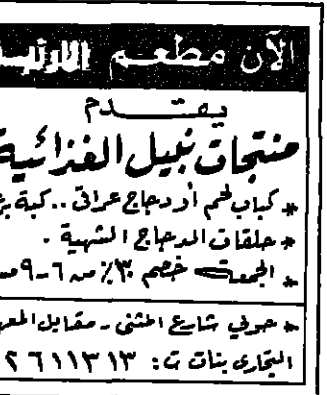 الآن مطعم
يقدم
منتجات نبيل الغذائية
* كباب لحم أو دجاج عراقي .. كبة
* حلقات الدجاج الشهية .
* الجمعة خصم ٣٠٪ من ٦-٩
* حولي شارع المثنى - مقابل
التجاري بنات ت: ٢٦١١٣١٣